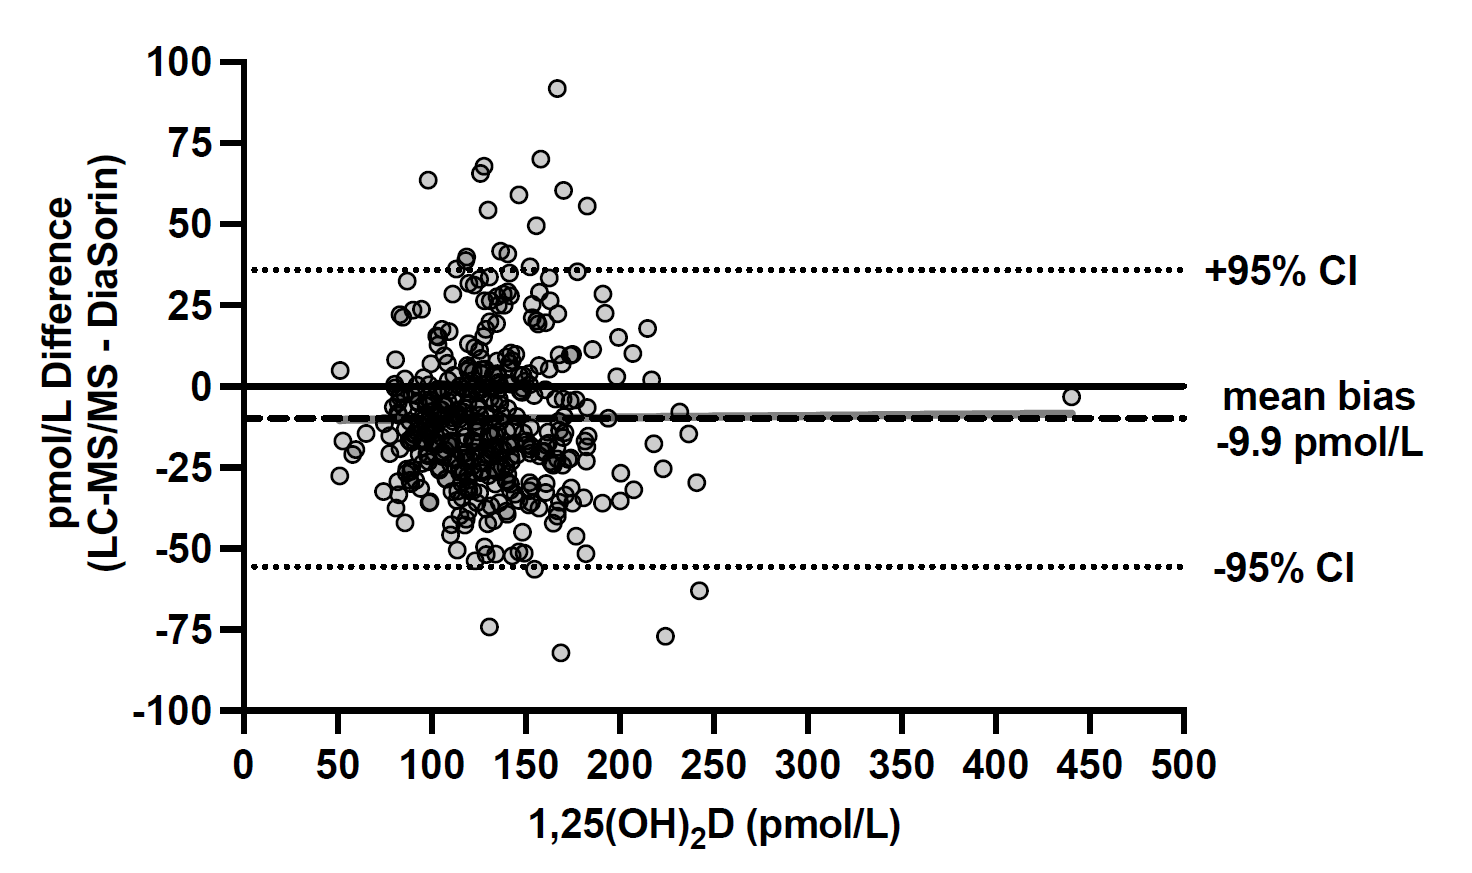 pmol/L Difference
(LC-MS/MS - DiaSorin)
100
75
50
25
0
-25
-50
-75
-100
+95% CI
mean bias
-9.9 pmol/L
-95% CI
0 50 100 150 200 250 300 350 400 450 500
1,25(OH)₂D (pmol/L)